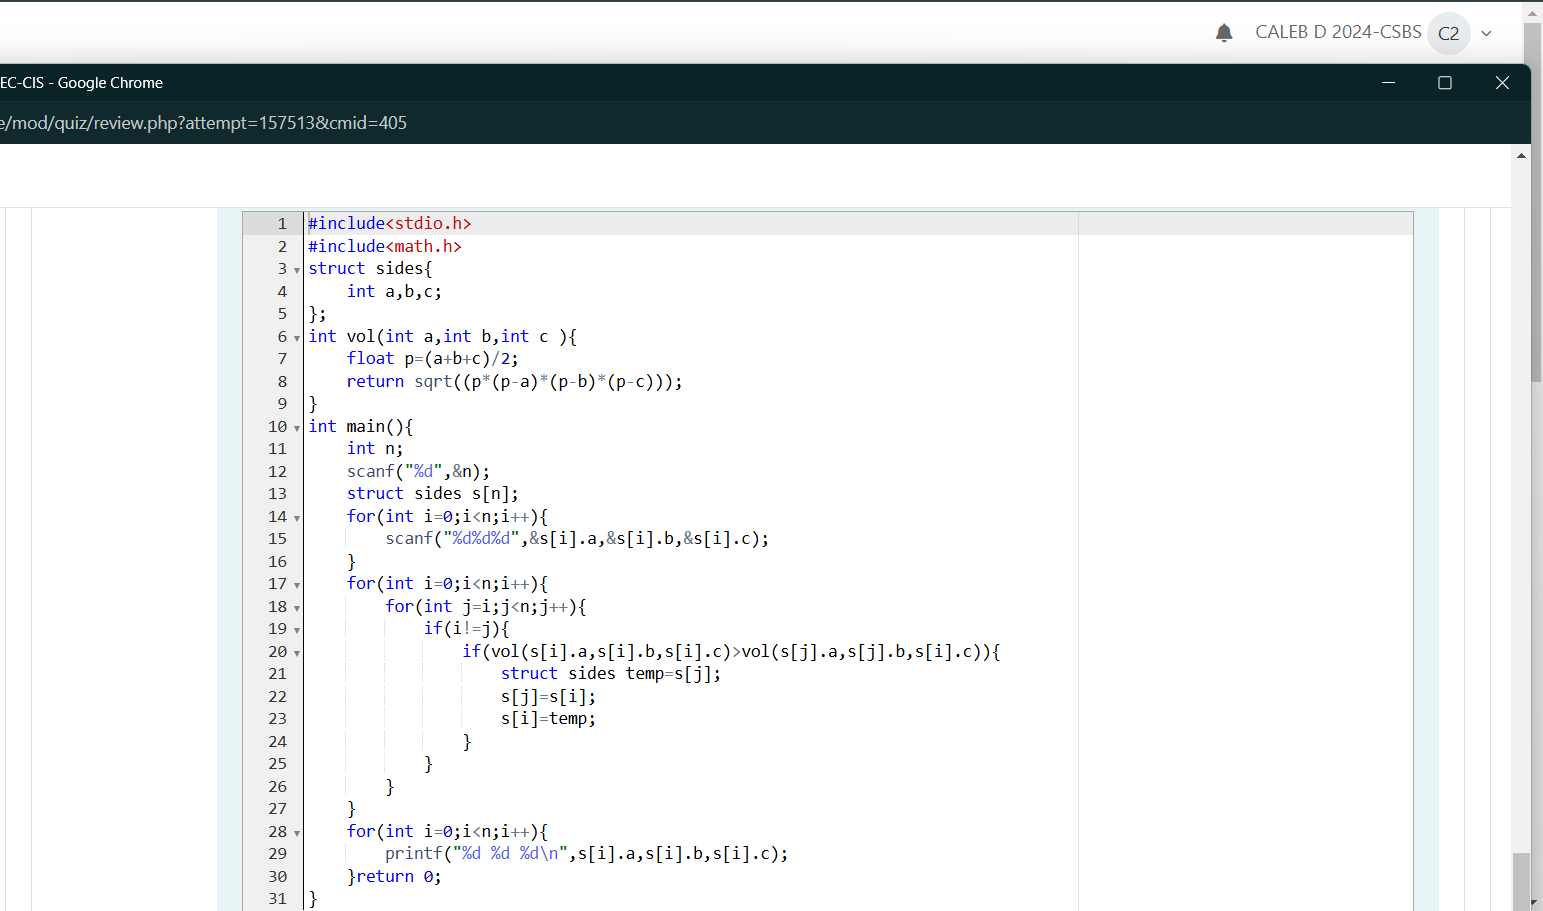 CALEB D 2024-CSBS C2
EC-CIS - Google Chrome
e/mod/quiz/review.php?attempt=157513&cmid=405
1 #include<stdio.h>
2 #include<math.h>
3 struct sides{
4     int a,b,c;
5 };
6 int vol(int a,int b,int c ){
7     float p=(a+b+c)/2;
8     return sqrt((p*(p-a)*(p-b)*(p-c)));
9 }
10 int main(){
11     int n;
12     scanf("%d",&n);
13     struct sides s[n];
14     for(int i=0;i<n;i++){
15         scanf("%d%d%d",&s[i].a,&s[i].b,&s[i].c);
16     }
17     for(int i=0;i<n;i++){
18         for(int j=i;j<n;j++){
19             if(i!=j){
20                 if(vol(s[i].a,s[i].b,s[i].c)>vol(s[j].a,s[j].b,s[i].c)){
21                     struct sides temp=s[j];
22                     s[j]=s[i];
23                     s[i]=temp;
24                 }
25             }
26         }
27     }
28     for(int i=0;i<n;i++){
29         printf("%d %d %d\n",s[i].a,s[i].b,s[i].c);
30     }return 0;
31 }